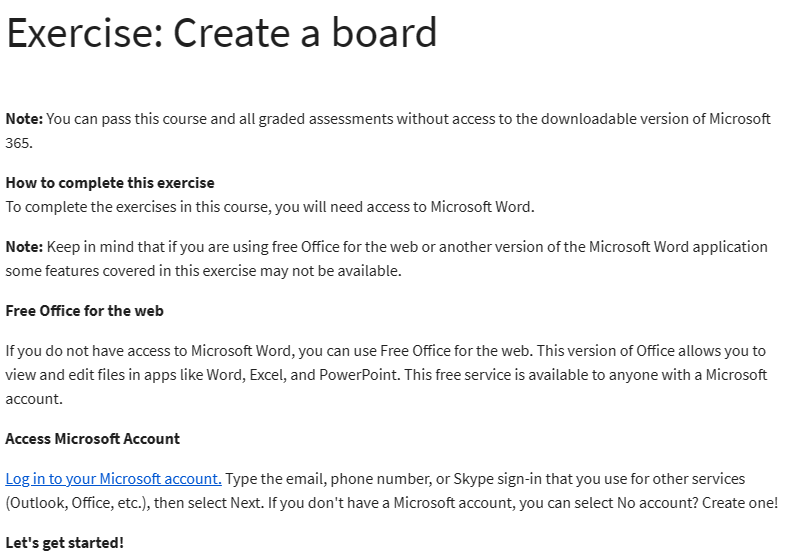 Exercise: Create a board
Note: You can pass this course and all graded assessments without access to the downloadable version of Microsoft
365.
How to complete this exercise
To complete the exercises in this course, you will need access to Microsoft Word.
Note: Keep in mind that if you are using free Office for the web or another version of the Microsoft Word application
some features covered in this exercise may not be available.
Free Office for the web
If you do not have access to Microsoft Word, you can use Free Office for the web. This version of Office allows you to
view and edit files in apps like Word, Excel, and PowerPoint. This free service is available to anyone with a Microsoft
account.
Access Microsoft Account
Log in to your Microsoft account. Type the email, phone number, or Skype sign-in that you use for other services
(Outlook, Office, etc.), then select Next. If you don't have a Microsoft account, you can select No account? Create one!
Let's get started!